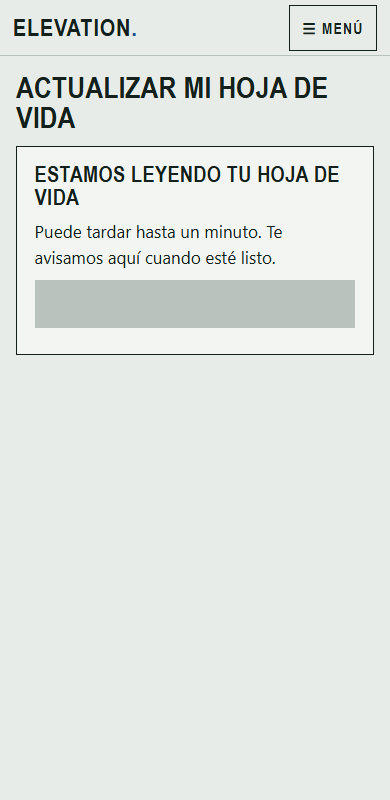 ELEVATION.
☰ MENÚ
ACTUALIZAR MI HOJA DE
VIDA
ESTAMOS LEYENDO TU HOJA DE
VIDA
Puede tardar hasta un minuto. Te
avisamos aquí cuando esté listo.